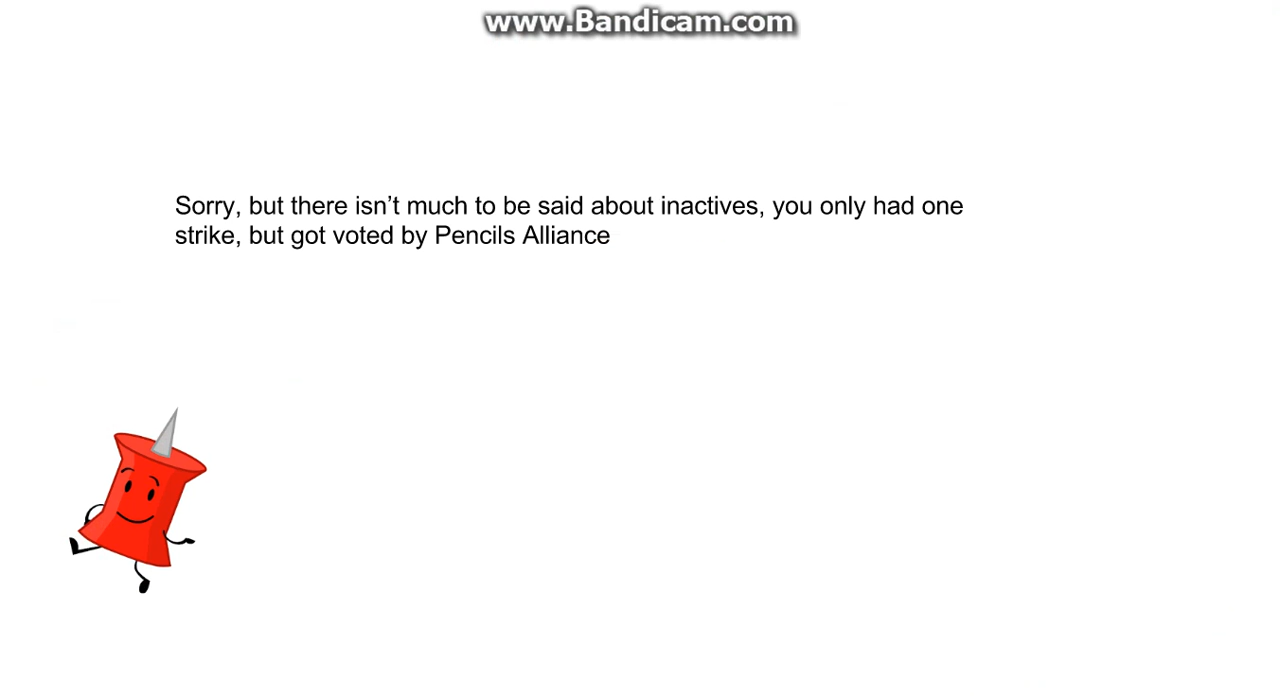 www.Bandicam.com
Sorry, but there isn’t much to be said about inactives, you only had one
strike, but got voted by Pencils Alliance